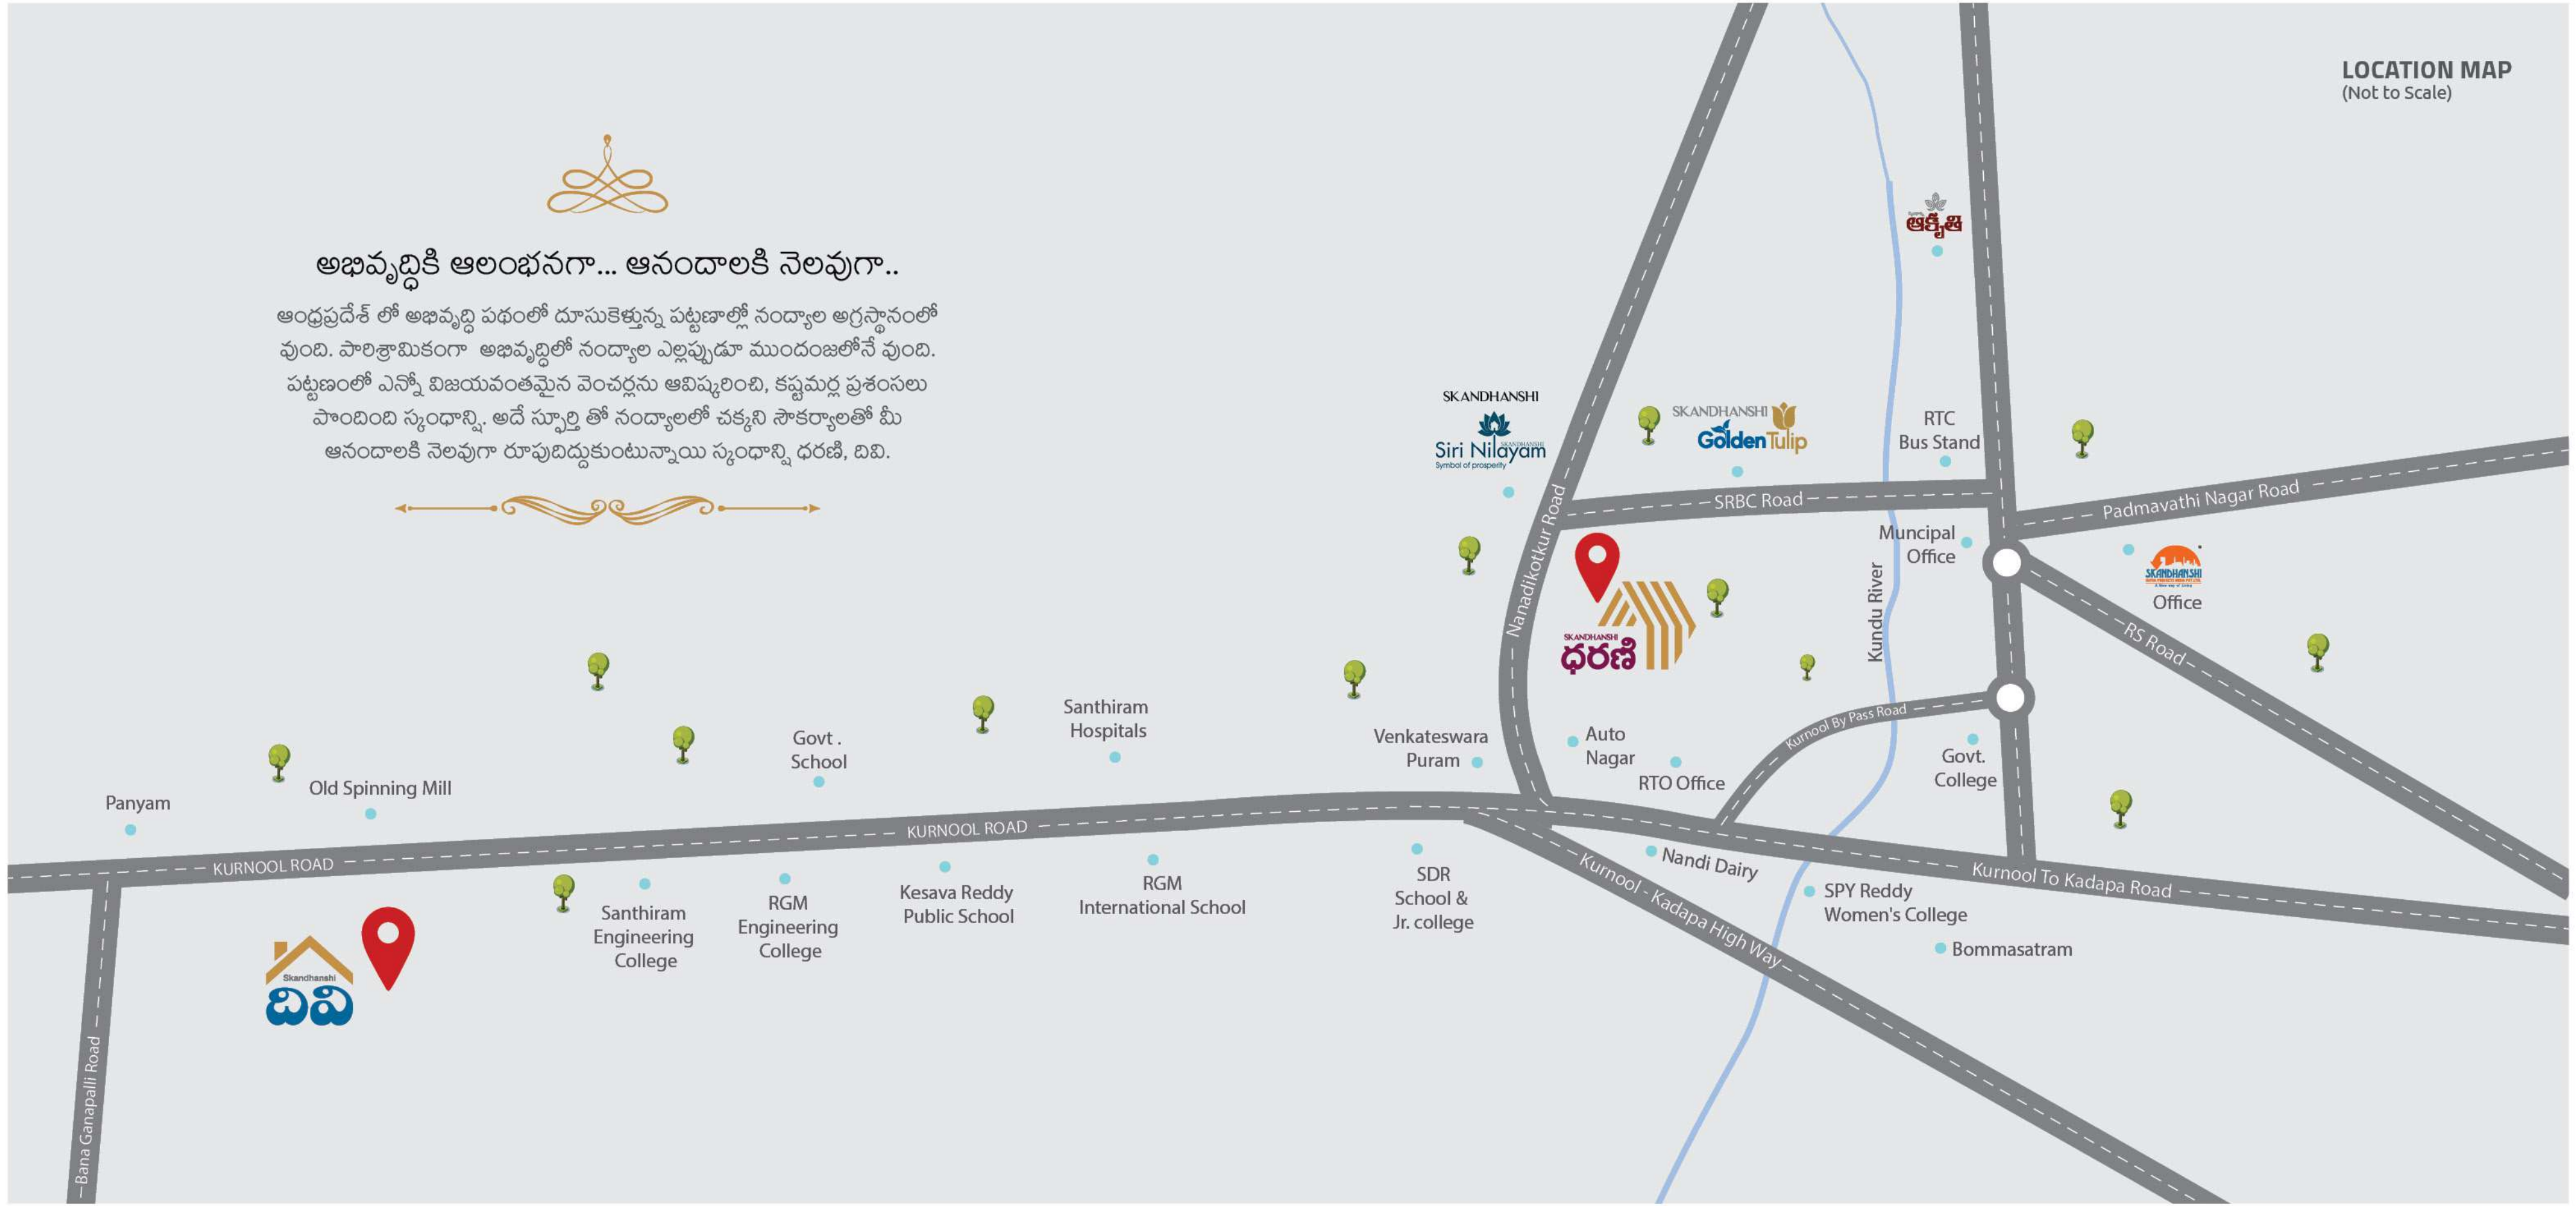 LOCATION MAP
(Not to Scale)
అభివృద్ధికి ఆలంభనగా... ఆనందాలకి నెలవుగా..
ఆంధ్రప్రదేశ్ లో అభివృద్ధి పథంలో దూసుకెళ్తున్న పట్టణాల్లో నంద్యాల అగ్రస్థానంలో
వుంది. పారిశ్రామికంగా అభివృద్ధిలో నంద్యాల ఎల్లప్పుడూ ముందంజలోనే వుంది.
పట్టణంలో ఎన్నో విజయవంతమైన వెంచర్లను ఆవిష్కరించి, కష్టమర్ల ప్రశంసలు
పొందింది స్కంధాన్షి. అదే స్ఫూర్తి తో నంద్యాలలో చక్కని సౌకర్యాలతో మీ
ఆనందాలకి నెలవుగా రూపుదిద్దుకుంటున్నాయి స్కంధాన్షి ధరణి, దివి.
ఆకృతి
SKANDHANSHI
Siri Nilayam
SKANDHANSHI
Symbol of prosperity
SKANDHANSHI
Golden Tulip
RTC
Bus Stand
SRBC Road
Padmavathi Nagar Road
Nanadikotkur Road
Muncipal
Office
Kundu River
SKANDHANSHI
Office
RS Road
SKANDHANSHI
ధరణి
Kurnool By Pass Road
Santhiram
Hospitals
Govt .
School
Venkateswara
Puram
Auto
Nagar
RTO Office
Govt.
College
Old Spinning Mill
Panyam
KURNOOL ROAD
KURNOOL ROAD
Kurnool To Kadapa Road
Kurnool - Kadapa High Way
Nandi Dairy
SPY Reddy
Women's College
Bommasatram
SDR
School &
Jr. college
RGM
International School
Kesava Reddy
Public School
RGM
Engineering
College
Santhiram
Engineering
College
Skandhanshi
దివి
Bana Ganapalli Road